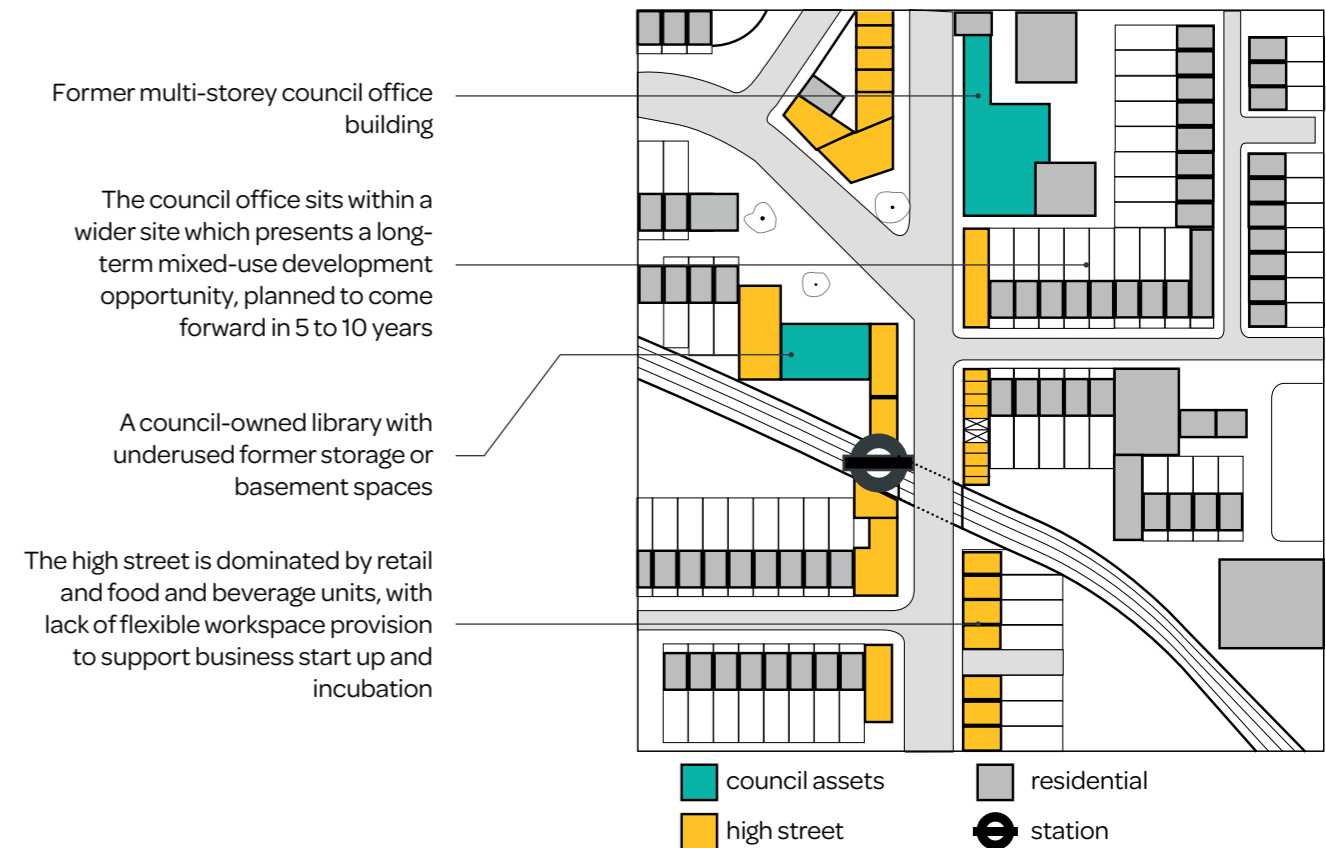 Former multi-storey council office
building
The council office sits within a
wider site which presents a long-
term mixed-use development
opportunity, planned to come
forward in 5 to 10 years
A council-owned library with
underused former storage or
basement spaces
The high street is dominated by retail
and food and beverage units, with
lack of flexible workspace provision
to support business start up and
incubation
council assets
residential
high street
station